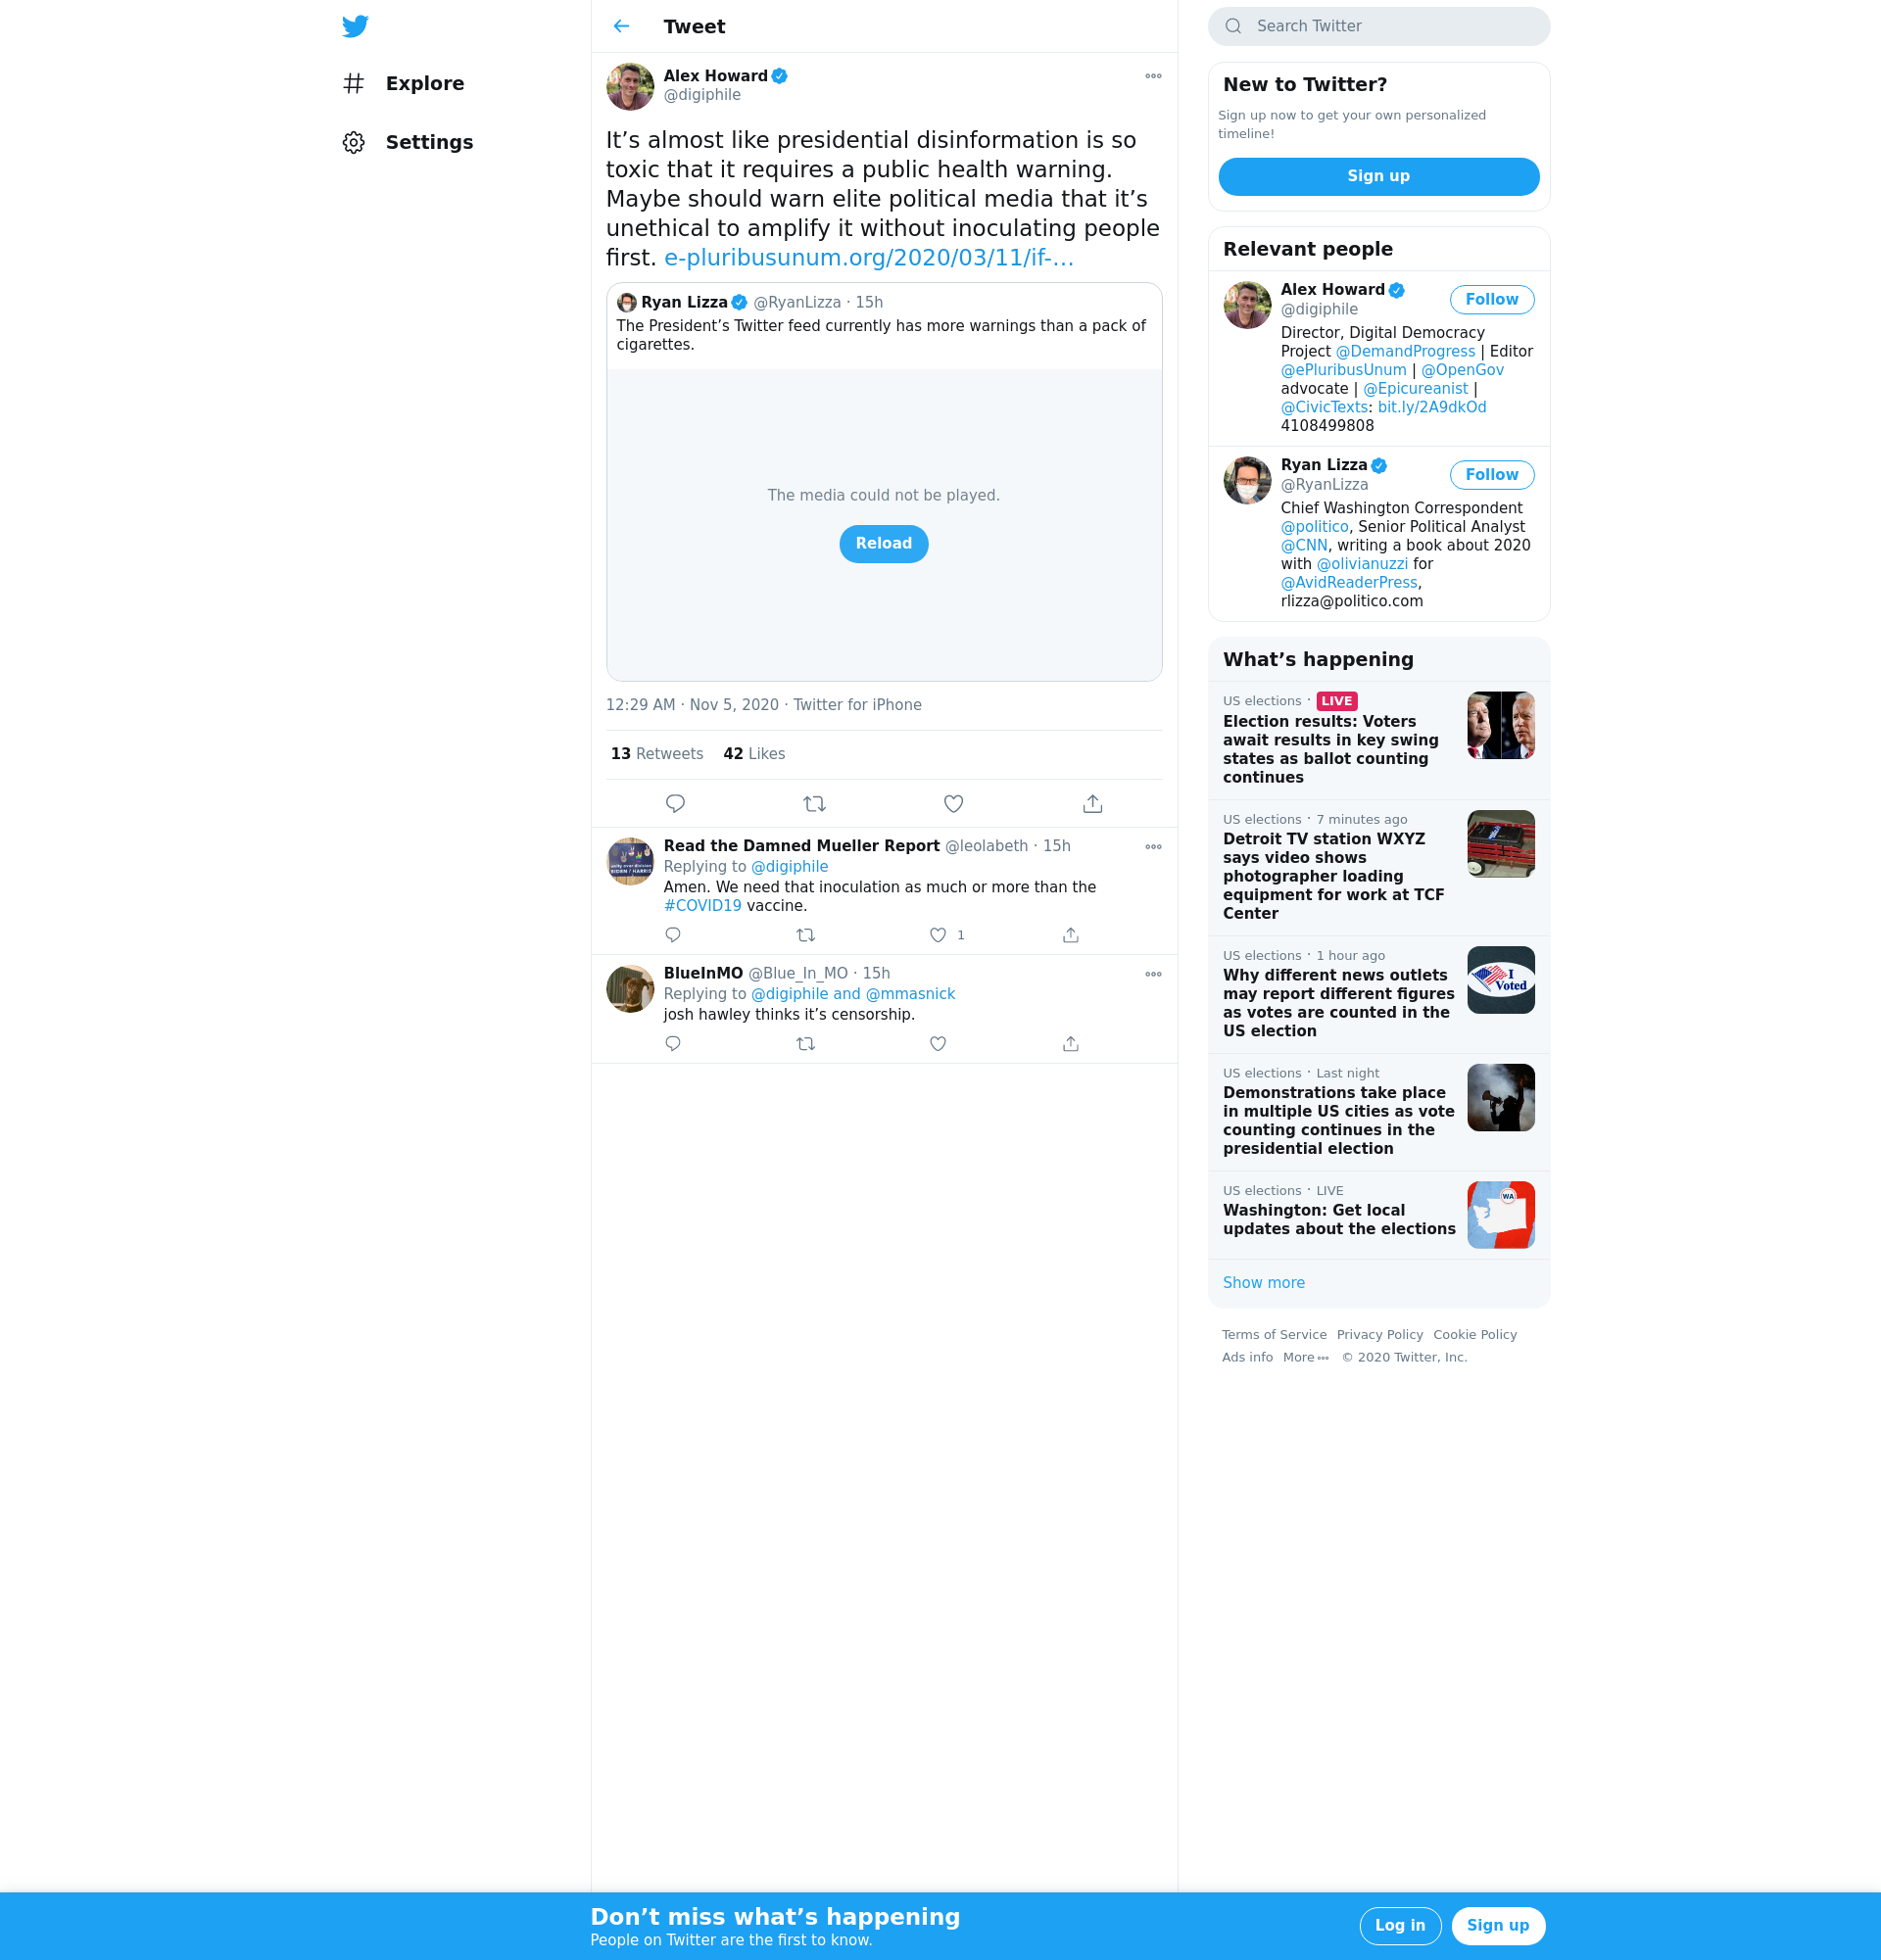 Explore
Settings
Tweet
Alex Howard
@digiphile
It’s almost like presidential disinformation is so
toxic that it requires a public health warning.
Maybe should warn elite political media that it’s
unethical to amplify it without inoculating people
first. e-pluribusunum.org/2020/03/11/if-…
Ryan Lizza @RyanLizza · 15h
The President’s Twitter feed currently has more warnings than a pack of
cigarettes.
The media could not be played.
Reload
12:29 AM · Nov 5, 2020 · Twitter for iPhone
13 Retweets 42 Likes
Read the Damned Mueller Report @leolabeth · 15h
Replying to @digiphile
Amen. We need that inoculation as much or more than the
#COVID19 vaccine.
1
BlueInMO @Blue_In_MO · 15h
Replying to @digiphile and @mmasnick
josh hawley thinks it’s censorship.
Search Twitter
New to Twitter?
Sign up now to get your own personalized
timeline!
Sign up
Relevant people
Alex Howard
@digiphile
Follow
Director, Digital Democracy
Project @DemandProgress | Editor
@ePluribusUnum | @OpenGov
advocate | @Epicureanist |
@CivicTexts: bit.ly/2A9dkOd
4108499808
Ryan Lizza
@RyanLizza
Follow
Chief Washington Correspondent
@politico, Senior Political Analyst
@CNN, writing a book about 2020
with @olivianuzzi for
@AvidReaderPress,
rlizza@politico.com
What’s happening
US elections · LIVE
Election results: Voters
await results in key swing
states as ballot counting
continues
US elections · 7 minutes ago
Detroit TV station WXYZ
says video shows
photographer loading
equipment for work at TCF
Center
US elections · 1 hour ago
Why different news outlets
may report different figures
as votes are counted in the
US election
I
Voted
US elections · Last night
Demonstrations take place
in multiple US cities as vote
counting continues in the
presidential election
US elections · LIVE
Washington: Get local
updates about the elections
WA
Show more
Terms of Service Privacy Policy Cookie Policy
Ads info More © 2020 Twitter, Inc.
Don’t miss what’s happening
People on Twitter are the first to know.
Log in
Sign up